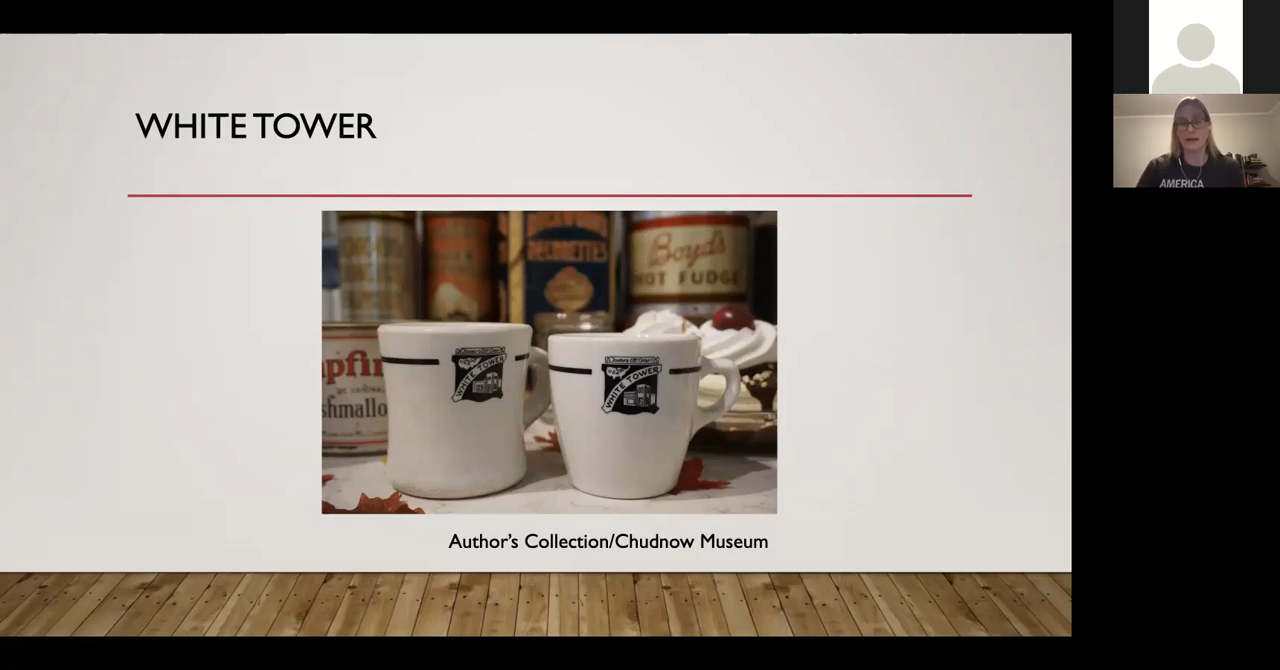 WHITE TOWER
Boyd's
HOT FUDGE
WHITE TOWER
WHITE TOWER
Author's Collection/Chudnow Museum
AMERICA